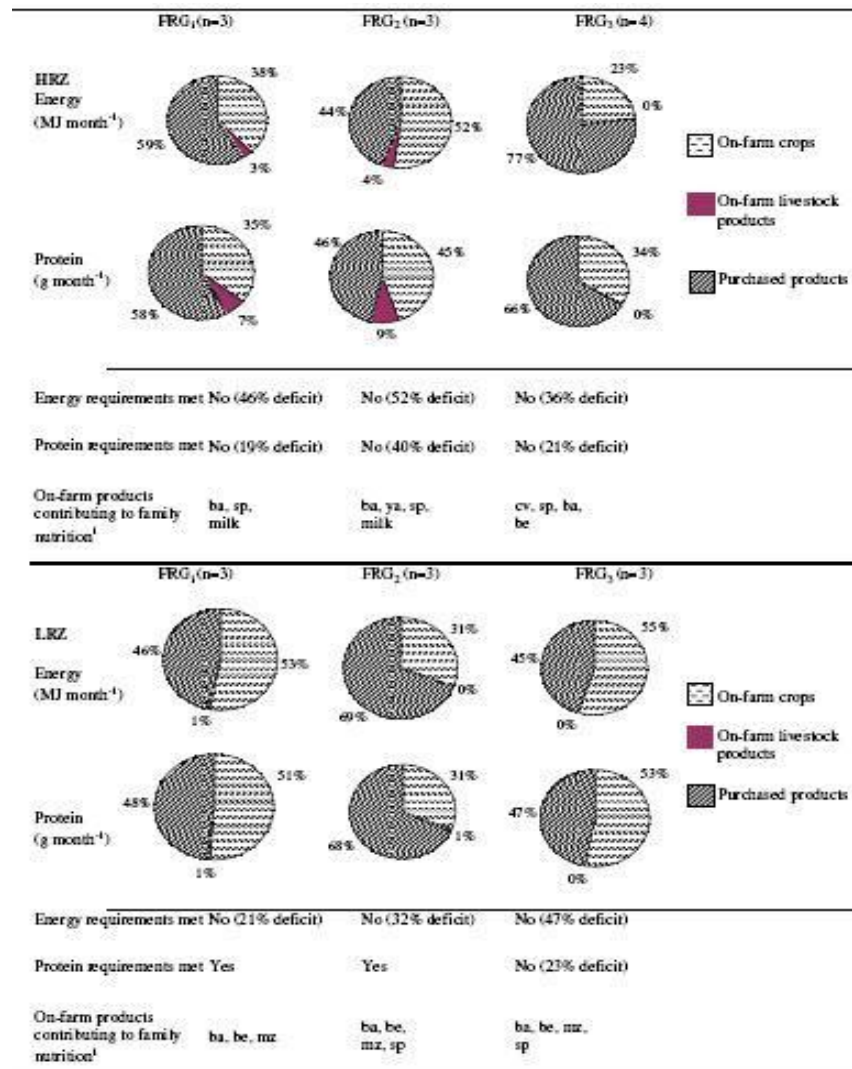 FRG₁(n=3) FRG₂(n=3) FRG₃(n=4)
HRZ
Energy
(MJ month⁻¹)
38%
59%
3%
44%
52%
4%
23%
0%
77%
On-farm crops
On-farm livestock
products
Purchased products
Protein
(g month⁻¹)
35%
58%
7%
46%
45%
9%
34%
66%
0%
Energy requirements met No (46% deficit) No (52% deficit) No (36% deficit)
Protein requirements met No (19% deficit) No (40% deficit) No (21% deficit)
On-farm products
contributing to family
nutrition¹
ba, sp,
milk
ba, ya, sp,
milk
cv, sp, ba,
be
FRG₁(n=3) FRG₂(n=3) FRG₃(n=3)
LRZ
Energy
(MJ month⁻¹)
46%
53%
1%
31%
0%
69%
55%
45%
0%
On-farm crops
On-farm livestock
products
Purchased products
Protein
(g month⁻¹)
51%
48%
1%
31%
1%
68%
53%
47%
0%
Energy requirements met No (21% deficit) No (32% deficit) No (47% deficit)
Protein requirements met Yes Yes No (23% deficit)
On-farm products
contributing to family
nutrition¹
ba, be, mz
ba, be,
mz, sp
ba, be, mz,
sp